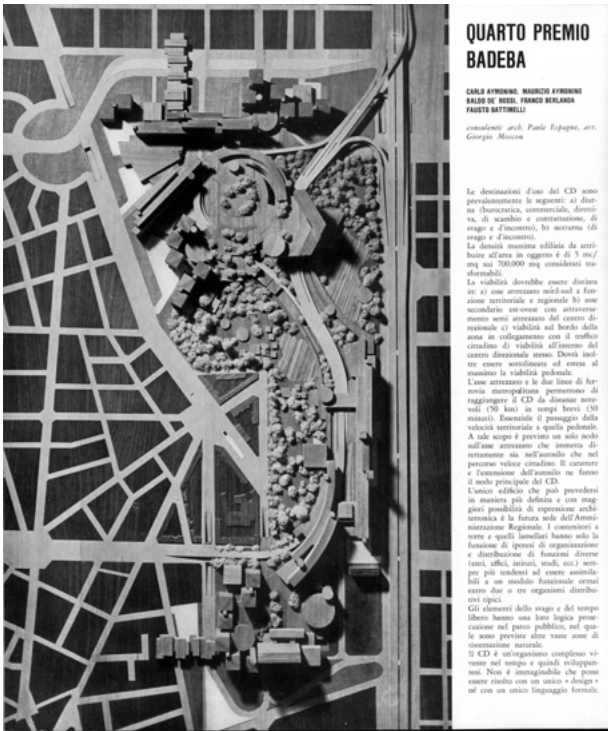 QUARTO PREMIO
BADEBA
CARLO AYMONINO, MAURIZIO AYMONINO
BALDO DE' ROSSI, FRANCO BERLANDA
FAUSTO BATTIMELLI
consulenti: arch. Paule Espagne, avv.
Giorgio Moscon
Le destinazioni d'uso del CD sono
prevalentemente le seguenti: a) diur-
na (burocratica, commerciale, diretti-
va, di scambio e contrattazione, di
svago e d'incontro), b) notturna (di
svago e d'incontro).
La densità massima edilizia da attri-
buire all'area in oggetto è di 5 mc/
mq sui 700.000 mq considerati tra-
sformabili.
La viabilità dovrebbe essere distinta
in: a) asse attrezzato nord-sud a fun-
zione territoriale e regionale b) asse
secondario est-ovest con attraversa-
mento semi attrezzato del centro di-
rezionale c) viabilità sul bordo della
zona in collegamento con il traffico
cittadino d) viabilità all'interno del
centro direzionale stesso. Dovrà inol-
tre essere sottolineata ed estesa al
massimo la viabilità pedonale.
L'asse attrezzato e le due linee di fer-
rovia metropolitana permettono di
raggiungere il CD da distanze note-
voli (50 km) in tempi brevi (30
minuti). Essenziale il passaggio dalla
velocità territoriale a quella pedonale.
A tale scopo è previsto un solo nodo
sull'asse attrezzato che immetta di-
rettamente sia nell'autosilo che nel
percorso veloce cittadino. Il carattere
e l'estensione dell'autosilo ne fanno
il nodo principale del CD.
L'unico edificio che può prevedersi
in maniera più definita e con mag-
giori possibilità di espressione archi-
tettonica è la futura sede dell'Ammi-
nistrazione Regionale. I contenitori a
torre e quelli lamellari hanno solo la
funzione di ipotesi di organizzazione
e distribuzione di funzioni diverse
(enti, uffici, istituti, studi, ecc.) sem-
pre più tendenti ad essere assimila-
bili a un modulo funzionale ormai
entro due o tre organismi distribu-
tivi tipici.
Gli elementi dello svago e del tempo
libero hanno una loro logica prose-
cuzione nel parco pubblico, nel qua-
le sono previste altre vaste zone di
sistemazione naturale.
Il CD è un'organismo complesso vi-
vente nel tempo e quindi sviluppan-
tesi. Non è immaginabile che possa
essere risolto con un unico « design »
né con un unico linguaggio formale.